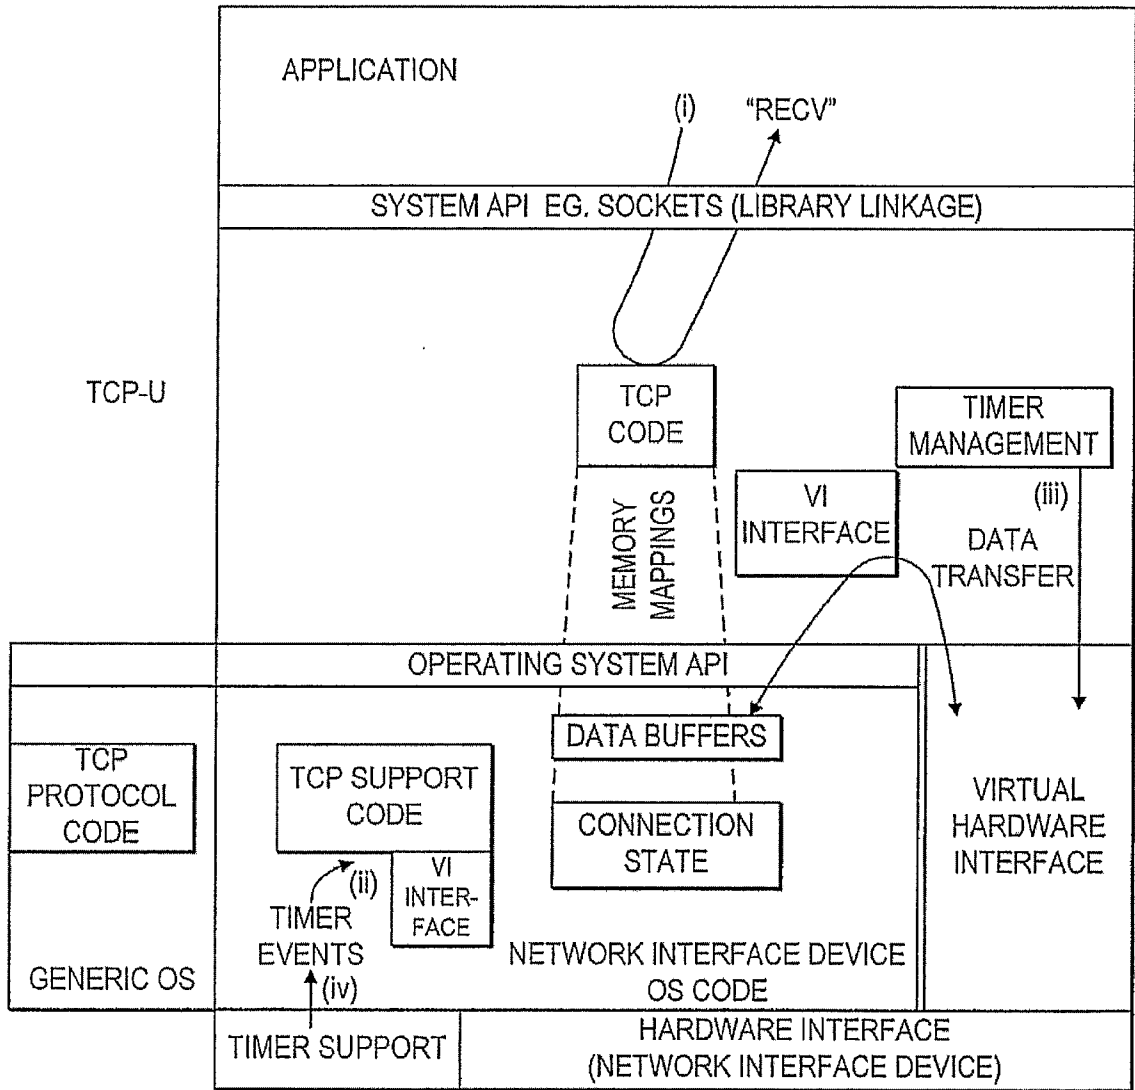 APPLICATION
(i)
"RECV"
SYSTEM API EG. SOCKETS (LIBRARY LINKAGE)
TCP-U
TCP
CODE
TIMER
MANAGEMENT
MEMORY
MAPPINGS
VI
INTERFACE
(iii)
DATA
TRANSFER
OPERATING SYSTEM API
DATA BUFFERS
TCP
PROTOCOL
CODE
TCP SUPPORT
CODE
CONNECTION
STATE
VIRTUAL
HARDWARE
INTERFACE
(ii)
VI
INTER-
FACE
TIMER
EVENTS
(iv)
GENERIC OS
NETWORK INTERFACE DEVICE
OS CODE
TIMER SUPPORT
HARDWARE INTERFACE
(NETWORK INTERFACE DEVICE)